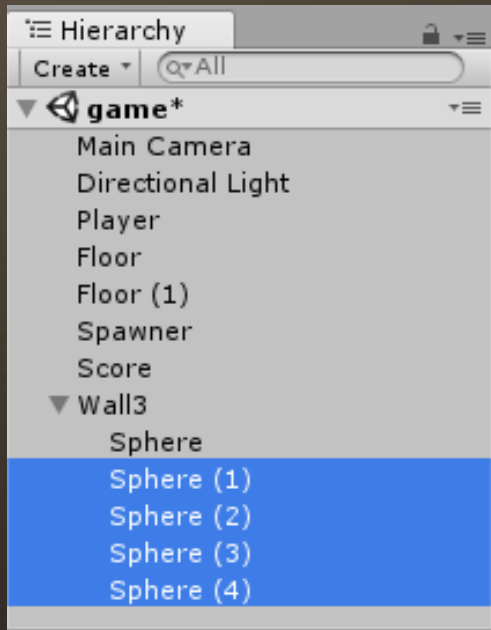 Hierarchy
Create All
game*
Main Camera
Directional Light
Player
Floor
Floor (1)
Spawner
Score
Wall3
Sphere
Sphere (1)
Sphere (2)
Sphere (3)
Sphere (4)